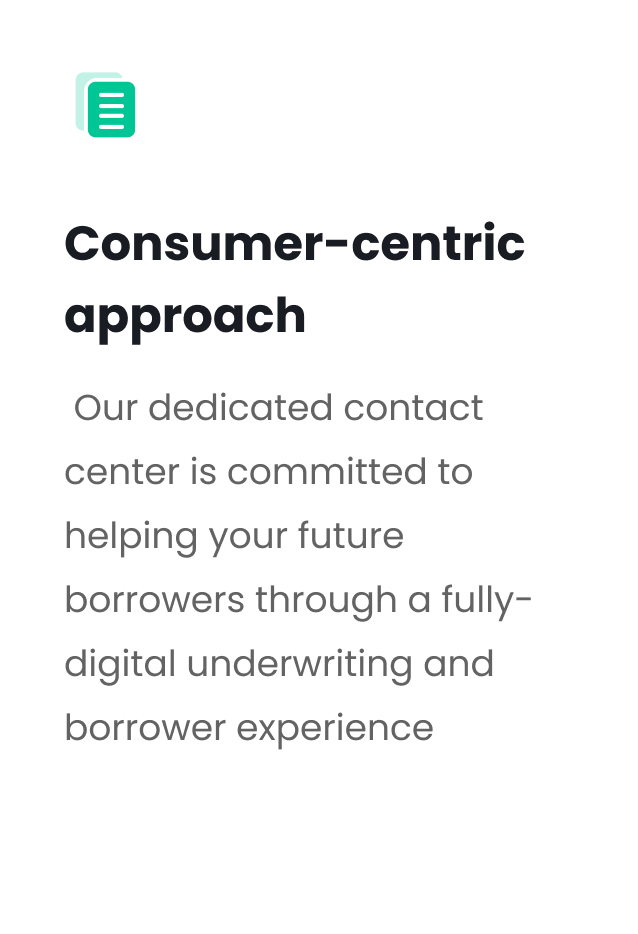 Consumer-centric
approach
Our dedicated contact
center is committed to
helping your future
borrowers through a fully-
digital underwriting and
borrower experience